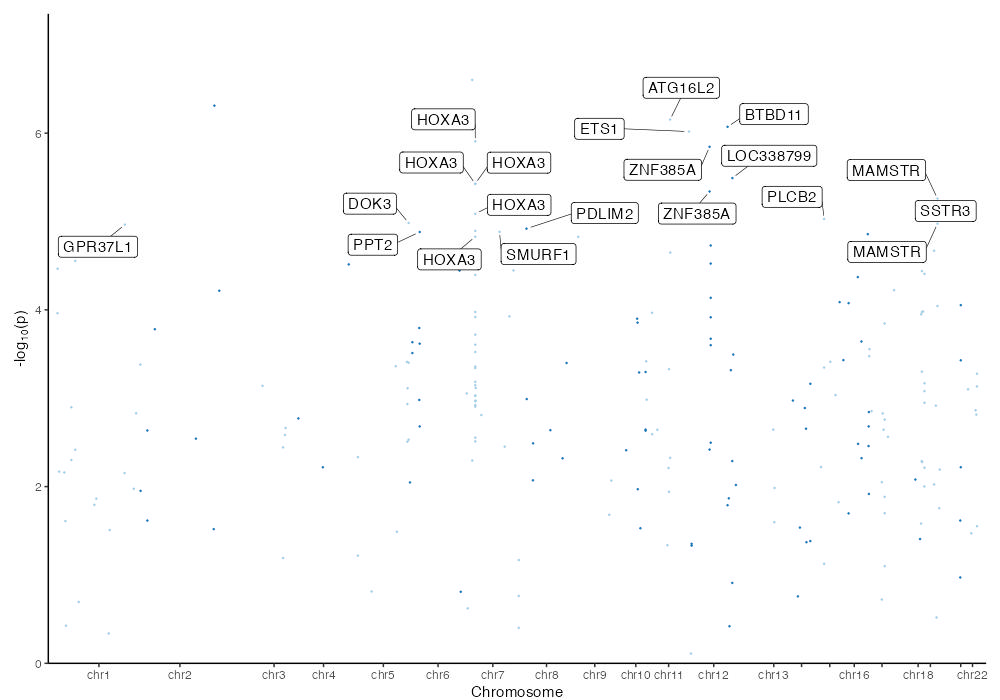 ATG16L2
HOXA3
ETS1
BTBD11
HOXA3
HOXA3
ZNF385A
LOC338799
MAMSTR
DOK3
HOXA3
PDLIM2
ZNF385A
PLCB2
SSTR3
GPR37L1
PPT2
HOXA3
SMURF1
MAMSTR
6
4
2
0
-log10(p)
chr1 chr2 chr3 chr4 chr5 chr6 chr7 chr8 chr9 chr10 chr11 chr12 chr13 chr16 chr18 chr22
Chromosome